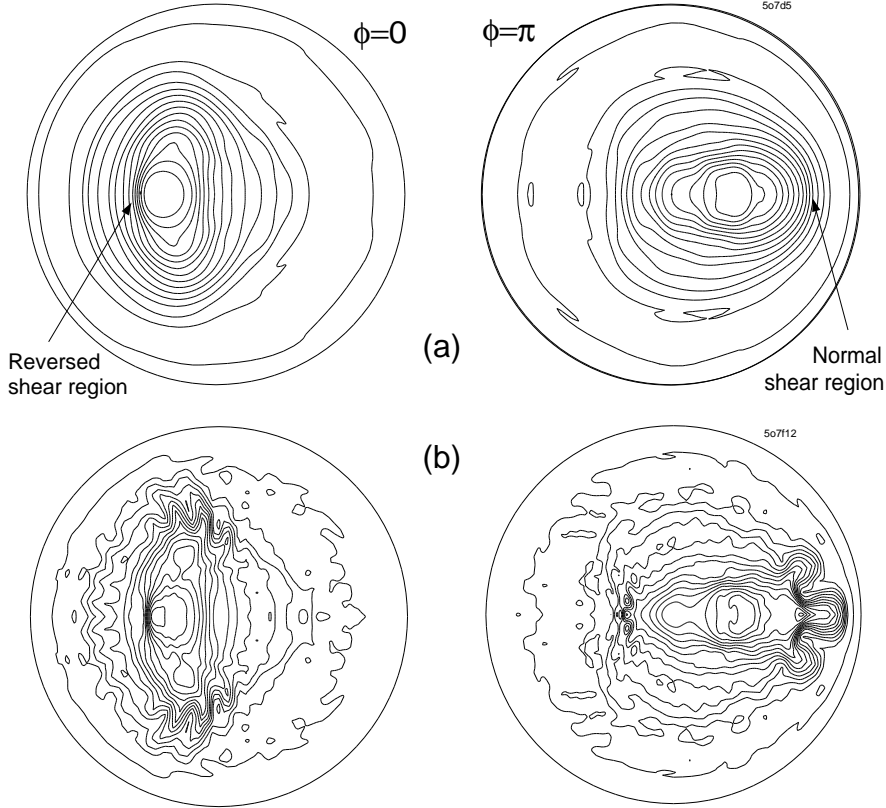 ϕ=0
ϕ=π
5o7d5
Reversed
shear region
(a)
Normal
shear region
(b)
5o7f12